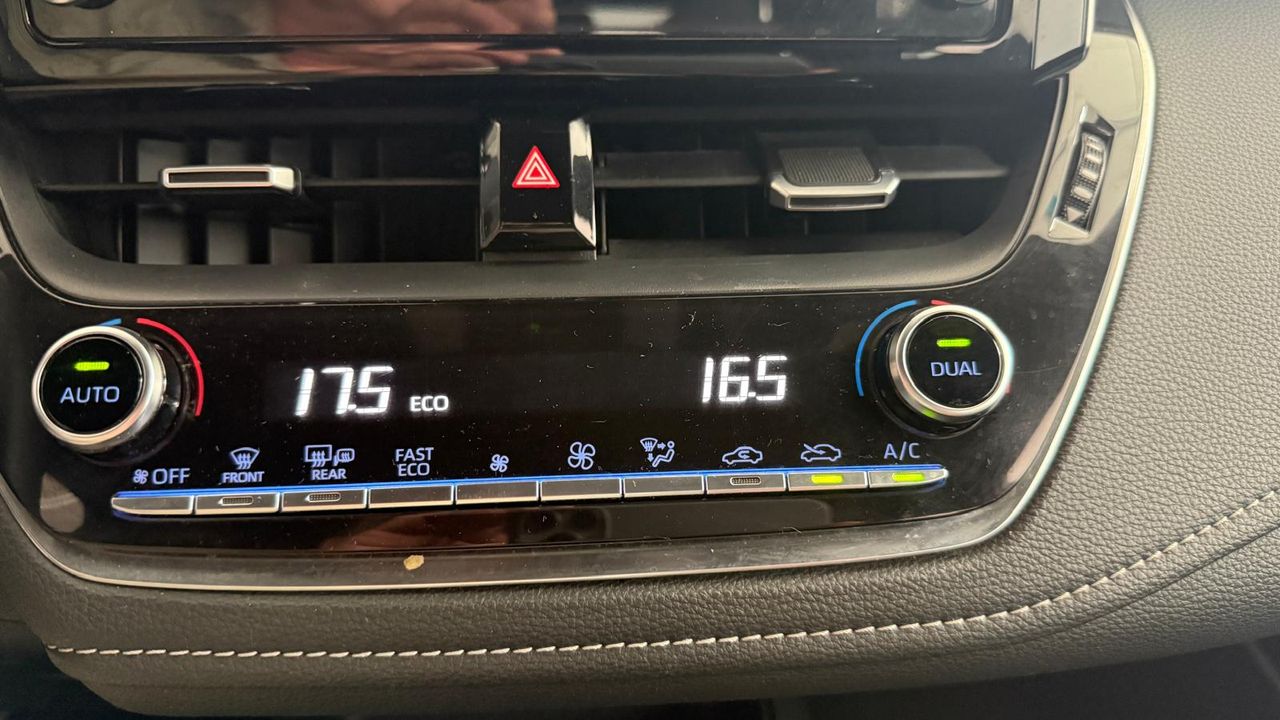 AUTO
17.5 ECO
16.5
DUAL
OFF
FRONT
REAR
FAST
ECO
A/C